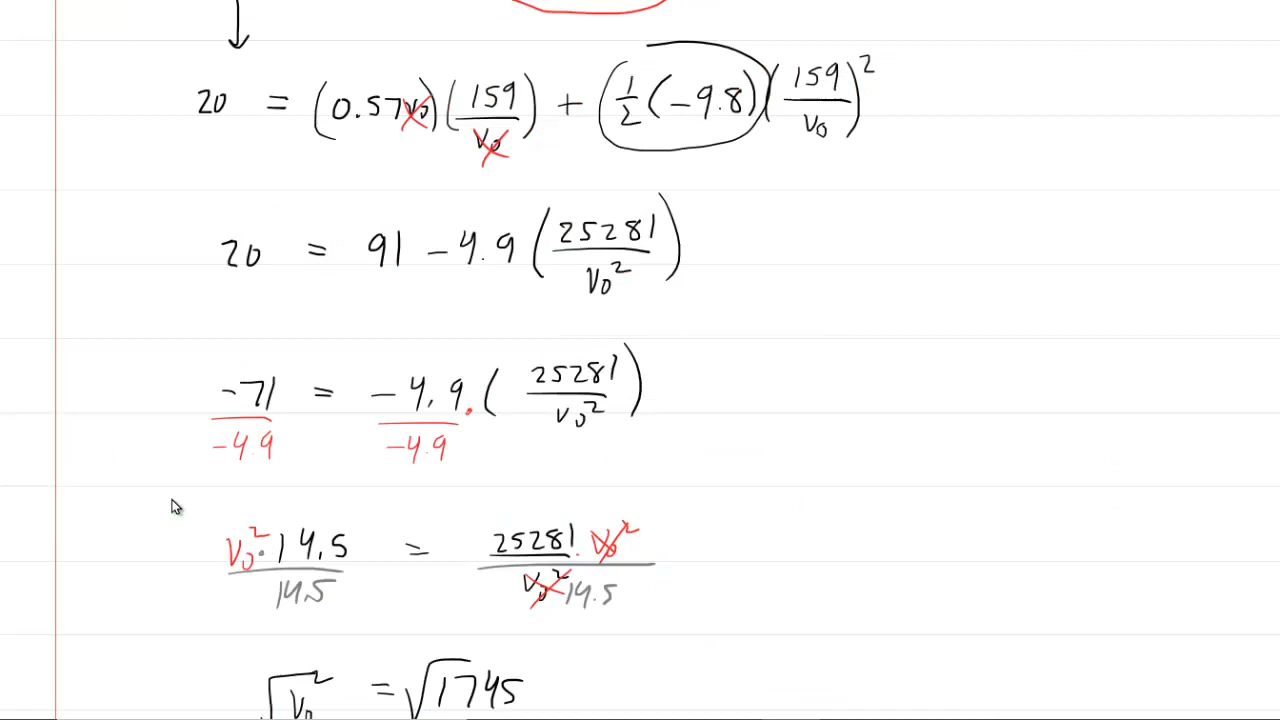 20 = (0.57v₀)(159/v₀) + (1/2(-9.8))(159/v₀)²
20 = 91 - 4.9(25281/v₀²)
-71/-4.9 = -4.9/-4.9 · (25281/v₀²)
v₀² · 14.5/14.5 = 25281 · v₀²/v₀² 14.5
√v₀² = √1745